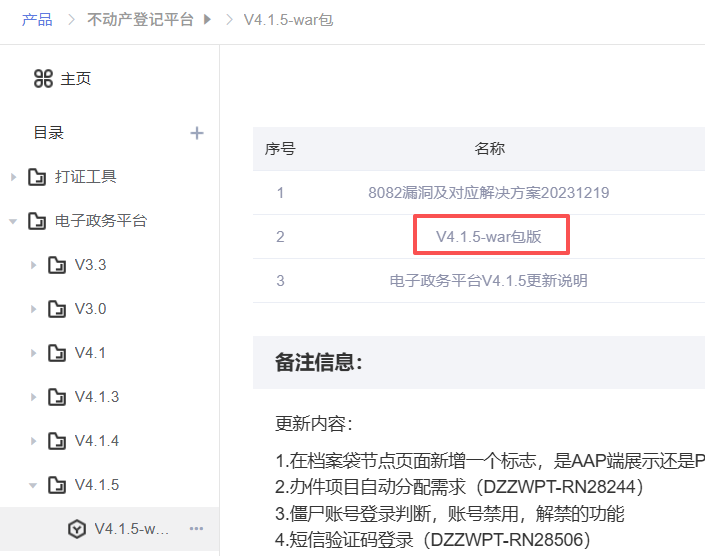 产品 > 不动产登记平台 > V4.1.5-war包
主页
目录 +
打证工具
电子政务平台
V3.3
V3.0
V4.1
V4.1.3
V4.1.4
V4.1.5
V4.1.5-w... ...
序号 名称
1 8082漏洞及对应解决方案20231219
2 V4.1.5-war包版
3 电子政务平台V4.1.5更新说明
备注信息：
更新内容：
1.在档案袋节点页面新增一个标志，是AAP端展示还是P
2.办件项目自动分配需求（DZZWPT-RN28244）
3.僵尸账号登录判断，账号禁用，解禁的功能
4.短信验证码登录（DZZWPT-RN28506）